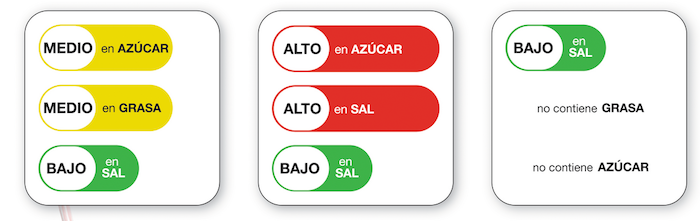 MEDIO en AZÚCAR
MEDIO en GRASA
BAJO en SAL
ALTO en AZÚCAR
ALTO en SAL
BAJO en SAL
BAJO en SAL
no contiene GRASA
no contiene AZÚCAR